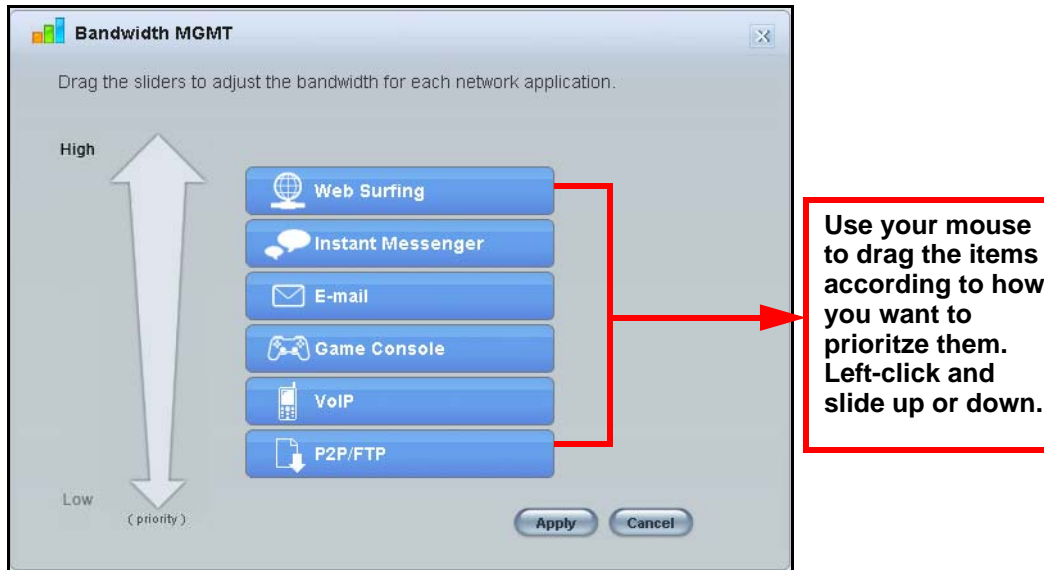 Bandwidth MGMT
Drag the sliders to adjust the bandwidth for each network application.
High
Web Surfing
Instant Messenger
E-mail
Game Console
VoIP
P2P/FTP
Low
( priority )
Apply
Cancel
Use your mouse
to drag the items
according to how
you want to
prioritze them.
Left-click and
slide up or down.